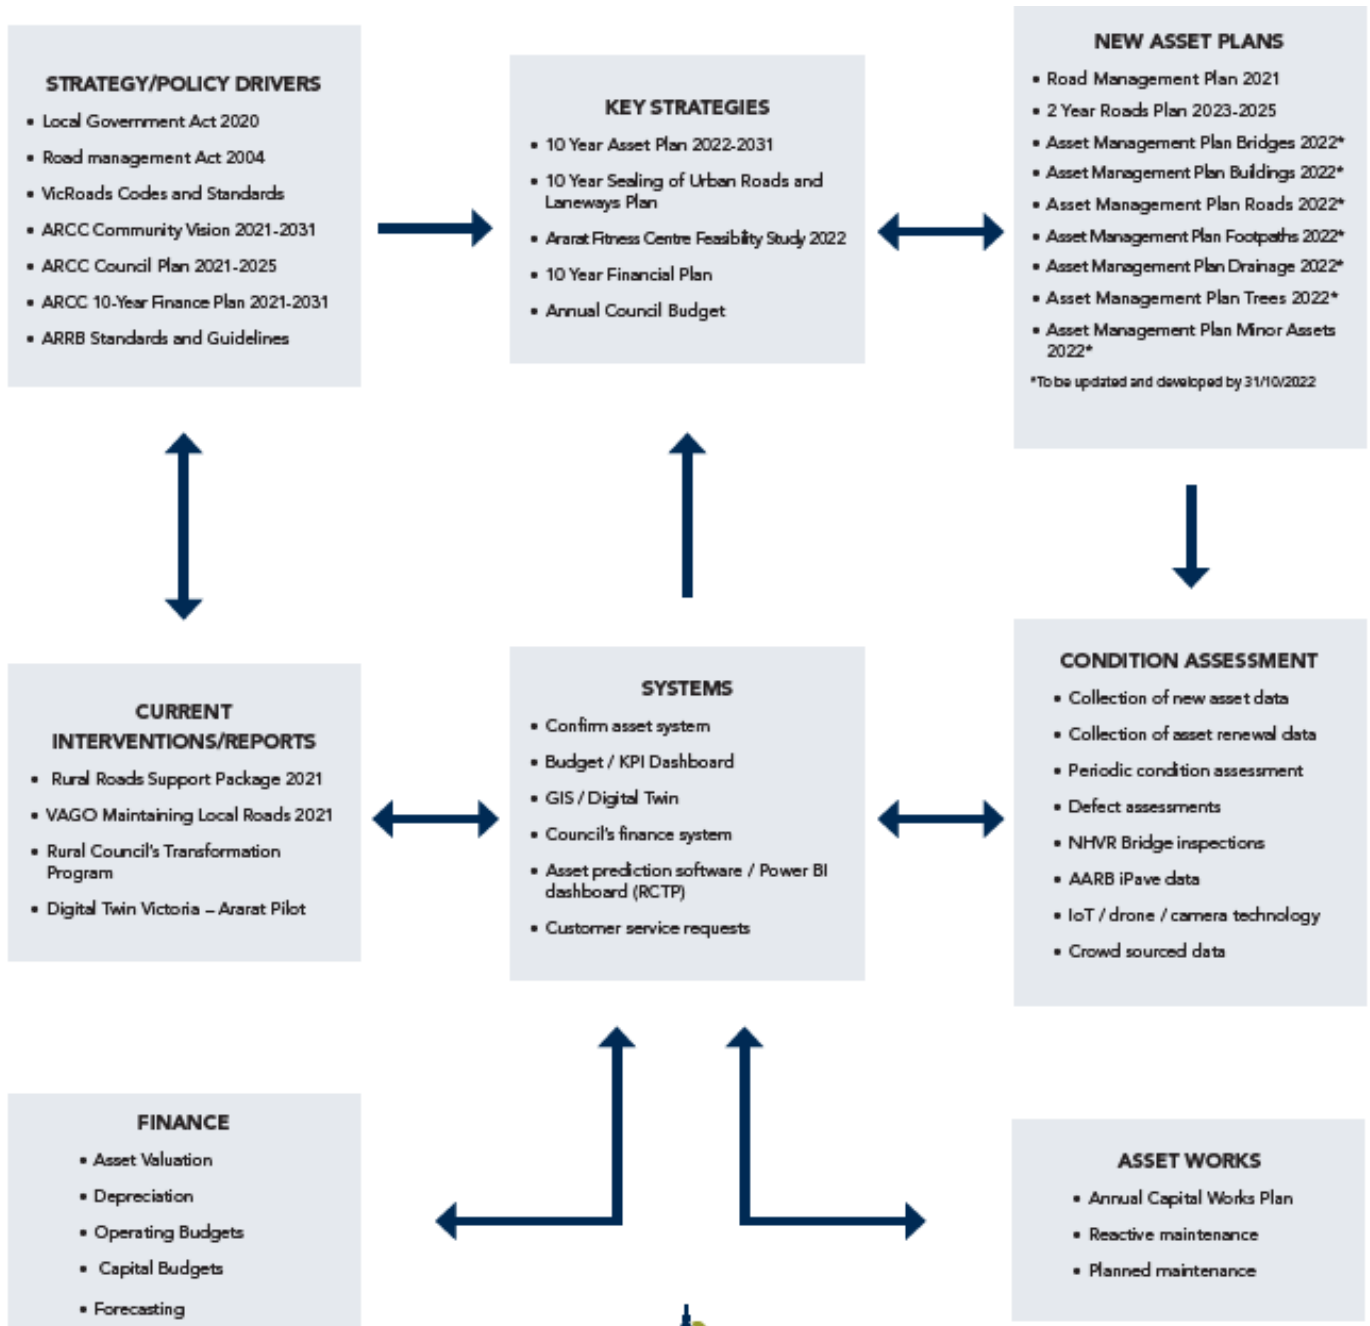 STRATEGY/POLICY DRIVERS
• Local Government Act 2020
• Road management Act 2004
• VicRoads Codes and Standards
• ARCC Community Vision 2021-2031
• ARCC Council Plan 2021-2025
• ARCC 10-Year Finance Plan 2021-2031
• ARRB Standards and Guidelines
KEY STRATEGIES
• 10 Year Asset Plan 2022-2031
• 10 Year Sealing of Urban Roads and
Laneways Plan
• Ararat Fitness Centre Feasibility Study 2022
• 10 Year Financial Plan
• Annual Council Budget
NEW ASSET PLANS
• Road Management Plan 2021
• 2 Year Roads Plan 2023-2025
• Asset Management Plan Bridges 2022*
• Asset Management Plan Buildings 2022*
• Asset Management Plan Roads 2022*
• Asset Management Plan Footpaths 2022*
• Asset Management Plan Drainage 2022*
• Asset Management Plan Trees 2022*
• Asset Management Plan Minor Assets
2022*
*To be updated and developed by 31/10/2022
CURRENT
INTERVENTIONS/REPORTS
• Rural Roads Support Package 2021
• VAGO Maintaining Local Roads 2021
• Rural Council's Transformation
Program
• Digital Twin Victoria – Ararat Pilot
SYSTEMS
• Confirm asset system
• Budget / KPI Dashboard
• GIS / Digital Twin
• Council's finance system
• Asset prediction software / Power BI
dashboard (RCTP)
• Customer service requests
CONDITION ASSESSMENT
• Collection of new asset data
• Collection of asset renewal data
• Periodic condition assessment
• Defect assessments
• NHVR Bridge inspections
• AARB iPave data
• IoT / drone / camera technology
• Crowd sourced data
FINANCE
• Asset Valuation
• Depreciation
• Operating Budgets
• Capital Budgets
• Forecasting
ASSET WORKS
• Annual Capital Works Plan
• Reactive maintenance
• Planned maintenance